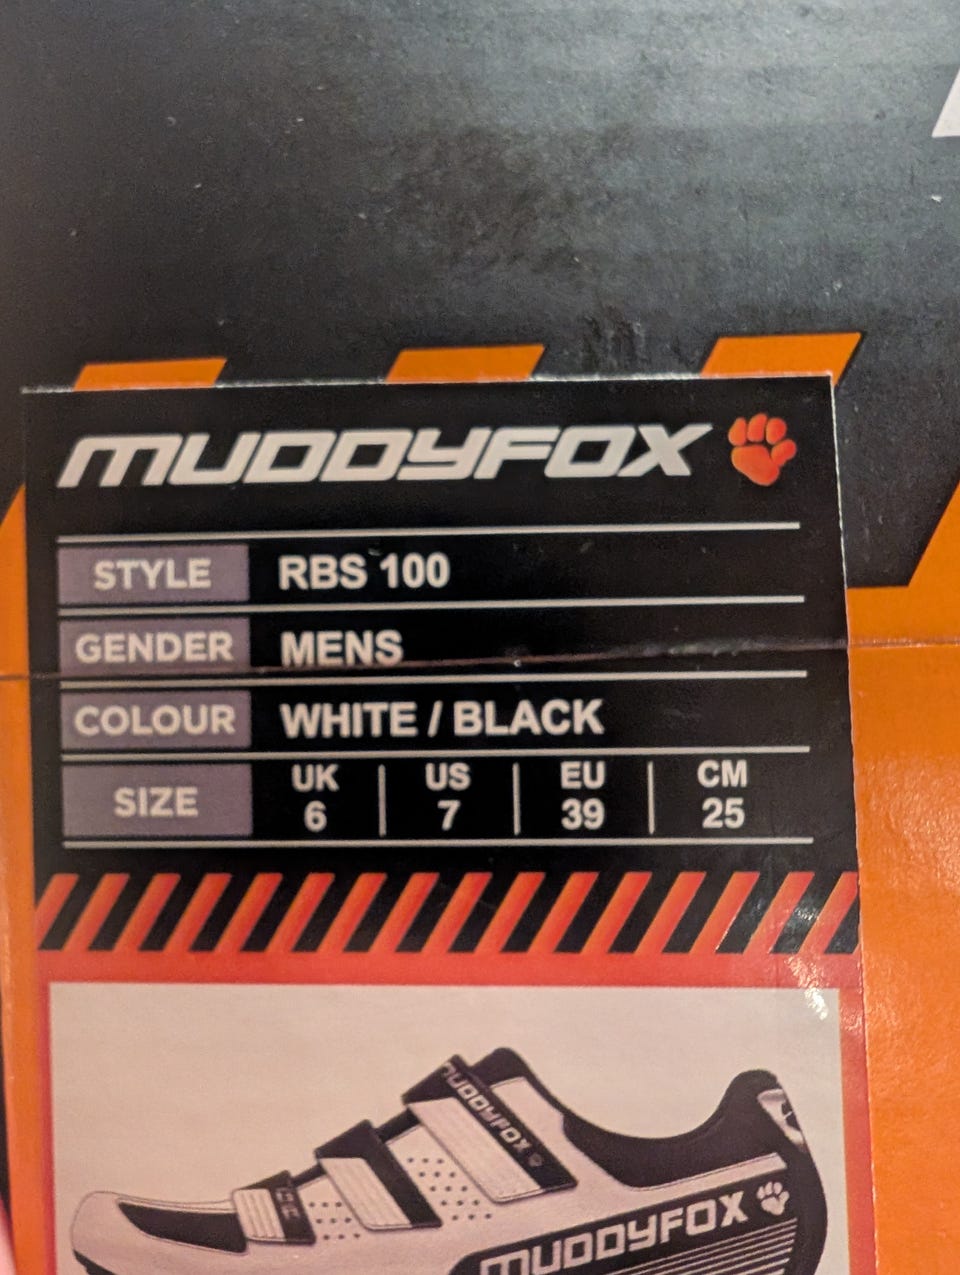 MUDDYFOX
STYLE RBS 100
GENDER MENS
COLOUR WHITE / BLACK
SIZE UK 6 | US 7 | EU 39 | CM 25
MUDDYFOX
MUDDYFOX